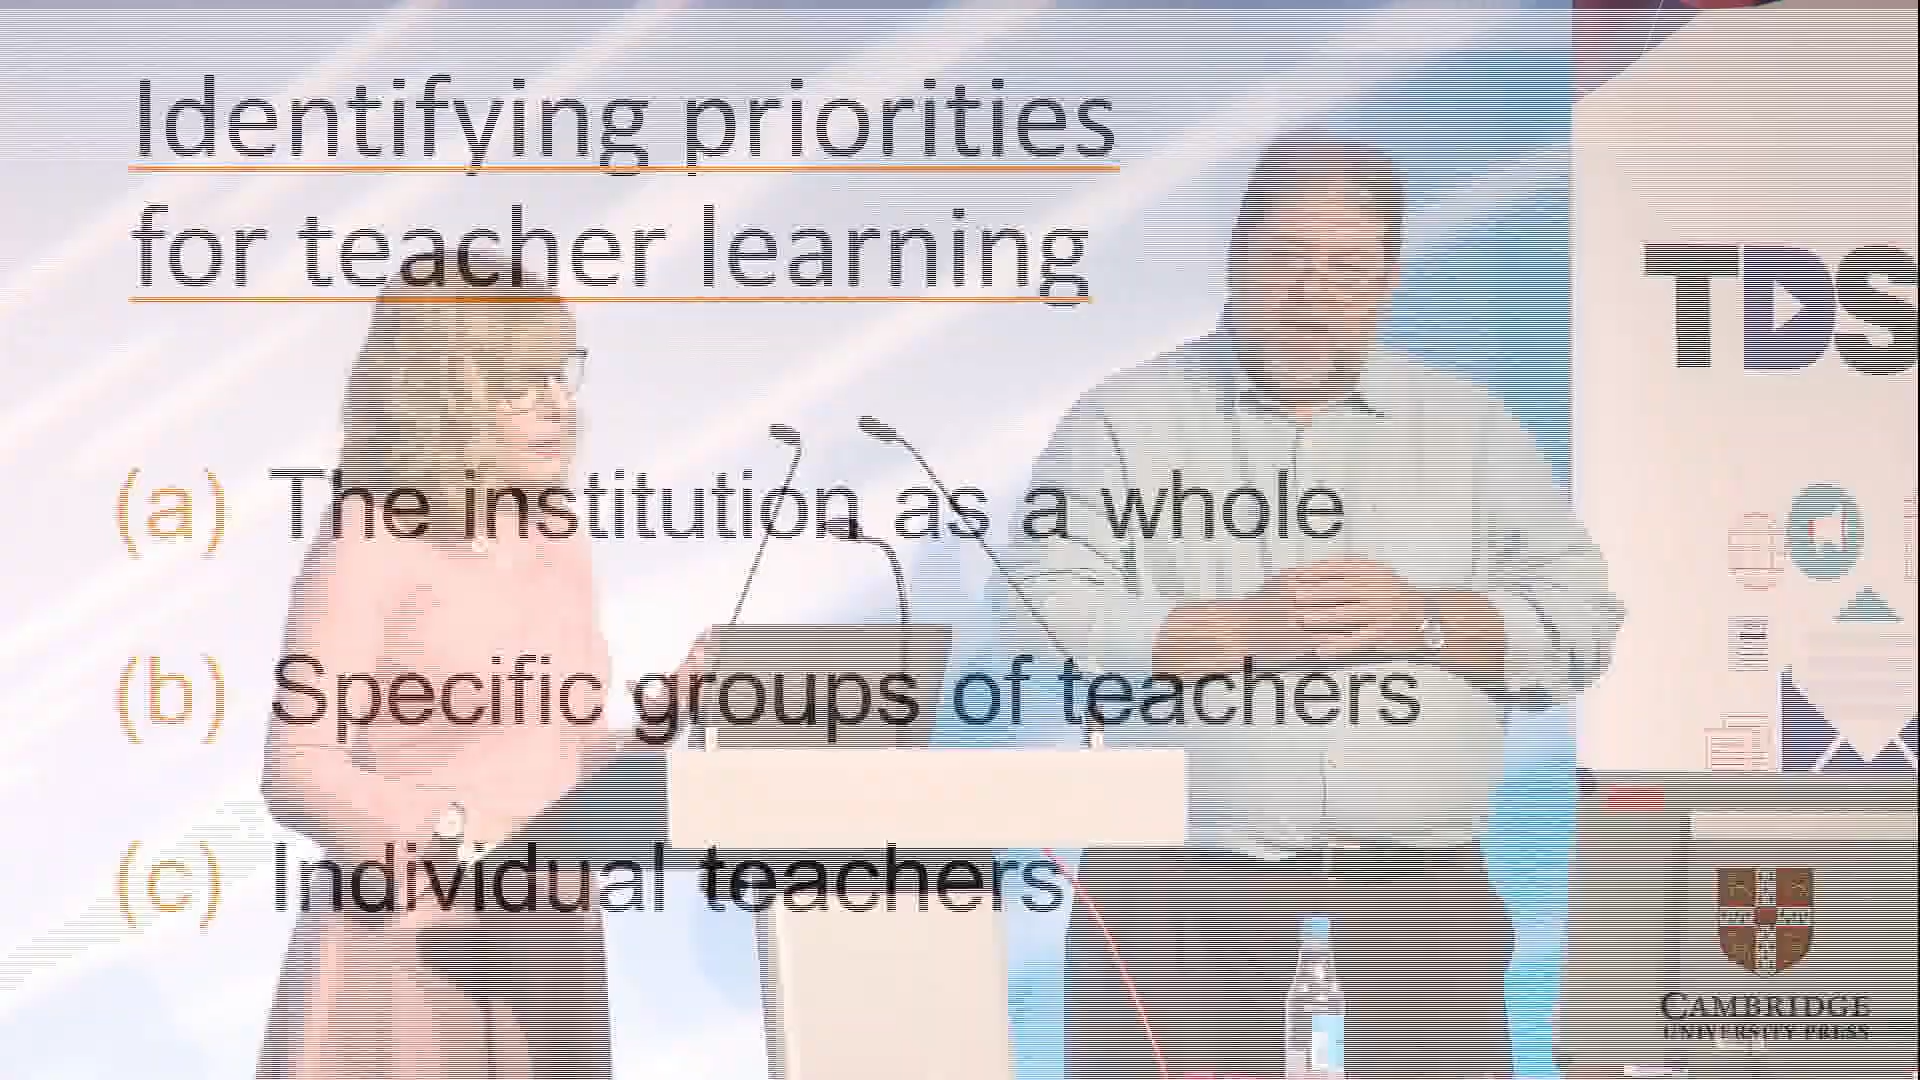 Identifying priorities
for teacher learning
TDS
(a) The institution as a whole
(b) Specific groups of teachers
(c) Individual teachers
CAMBRIDGE
UNIVERSITY PRESS